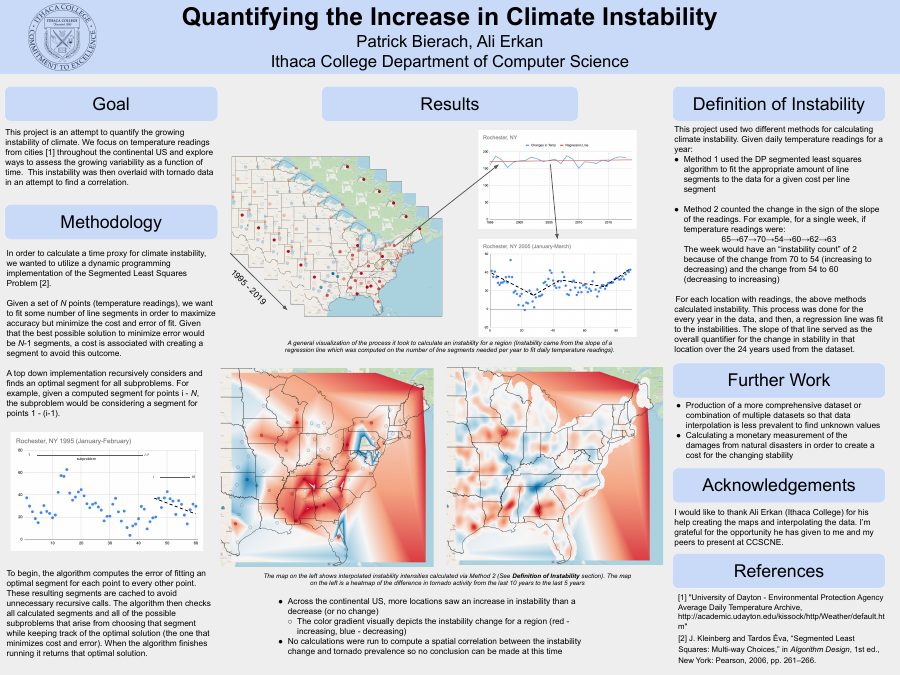 Quantifying the Increase in Climate Instability
Patrick Bierach, Ali Erkan
Ithaca College Department of Computer Science
ITHACA COLLEGE
COMMITMENT TO EXCELLENCE
Goal
This project is an attempt to quantify the growing
instability of climate. We focus on temperature readings
from cities [1] throughout the continental US and explore
ways to assess the growing variability as a function of
time. This instability was then overlaid with tornado data
in an attempt to find a correlation.
Methodology
In order to calculate a time proxy for climate instability,
we wanted to utilize a dynamic programming
implementation of the Segmented Least Squares
Problem [2].
Given a set of N points (temperature readings), we want
to fit some number of line segments in order to maximize
accuracy but minimize the cost and error of fit. Given
that the best possible solution to minimize error would
be N-1 segments, a cost is associated with creating a
segment to avoid this outcome.
A top down implementation recursively considers and
finds an optimal segment for all subproblems. For
example, given a computed segment for points i - N,
the subproblem would be considering a segment for
points 1 - (i-1).
Rochester, NY 1995 (January-February)
80
60
40
20
0
subproblem
10
20
30
40
50
60
To begin, the algorithm computes the error of fitting an
optimal segment for each point to every other point.
These resulting segments are cached to avoid
unnecessary recursive calls. The algorithm then checks
all calculated segments and all of the possible
subproblems that arise from choosing that segment
while keeping track of the optimal solution (the one that
minimizes cost and error). When the algorithm finishes
running it returns that optimal solution.
Results
1995 - 2019
Rochester, NY
Changes in Temp
Regression Line
Rochester, NY 2005 (January-March)
A general visualization of the process it took to calculate an instability for a region (Instability came from the slope of a
regression line which was computed on the number of line segments needed per year to fit daily temperature readings).
The map on the left shows interpolated instability intensities calculated via Method 2 (See Definition of Instability section). The map
on the left is a heatmap of the difference in tornado activity from the last 10 years to the last 5 years
● Across the continental US, more locations saw an increase in instability than a
decrease (or no change)
○ The color gradient visually depicts the instability change for a region (red -
increasing, blue - decreasing)
● No calculations were run to compute a spatial correlation between the instability
change and tornado prevalence so no conclusion can be made at this time
Definition of Instability
This project used two different methods for calculating
climate instability. Given daily temperature readings for a
year:
● Method 1 used the DP segmented least squares
algorithm to fit the appropriate amount of line
segments to the data for a given cost per line
segment
● Method 2 counted the change in the sign of the slope
of the readings. For example, for a single week, if
temperature readings were:
65→67→70→54→60→62→63
The week would have an “instability count” of 2
because of the change from 70 to 54 (increasing to
decreasing) and the change from 54 to 60
(decreasing to increasing)
For each location with readings, the above methods
calculated instability. This process was done for the
every year in the data, and then, a regression line was fit
to the instabilities. The slope of that line served as the
overall quantifier for the change in stability in that
location over the 24 years used from the dataset.
Further Work
● Production of a more comprehensive dataset or
combination of multiple datasets so that data
interpolation is less prevalent to find unknown values
● Calculating a monetary measurement of the
damages from natural disasters in order to create a
cost for the changing stability
Acknowledgements
I would like to thank Ali Erkan (Ithaca College) for his
help creating the maps and interpolating the data. I'm
grateful for the opportunity he has given to me and my
peers to present at CCSCNE.
References
[1] "University of Dayton - Environmental Protection Agency
Average Daily Temperature Archive,
http://academic.udayton.edu/kissock/http/Weather/default.ht
m"
[2] J. Kleinberg and Tardos Éva, “Segmented Least
Squares: Multi-way Choices,” in Algorithm Design, 1st ed.,
New York: Pearson, 2006, pp. 261–266.